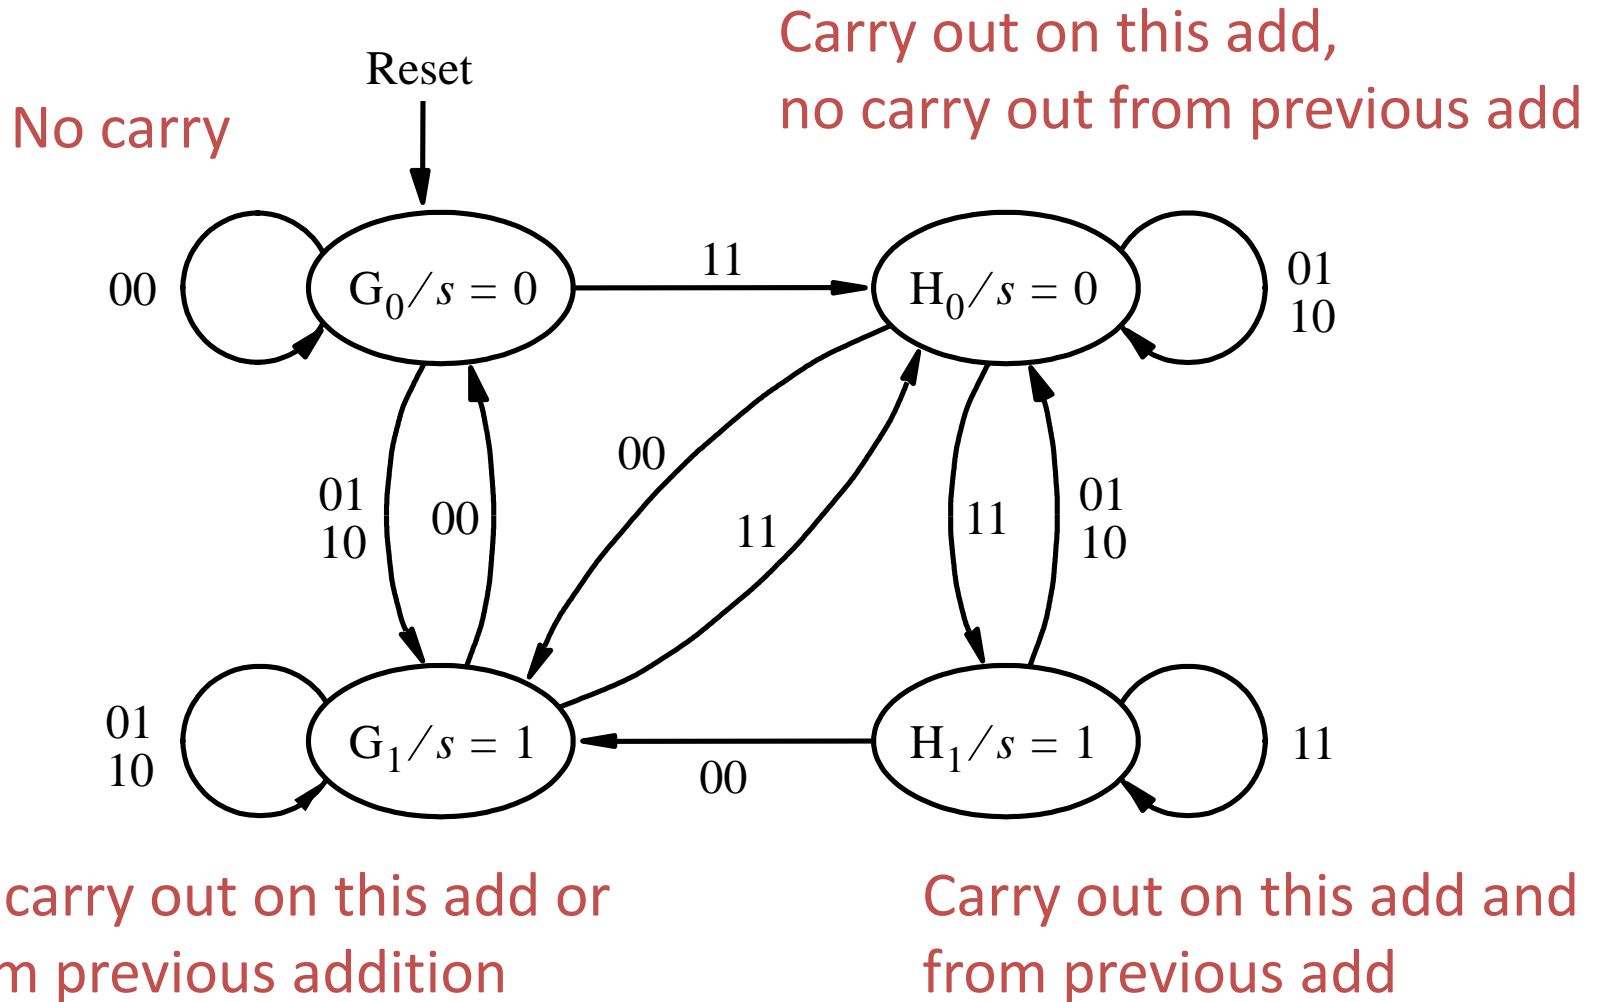 Carry out on this add,
no carry out from previous add
Reset
No carry
00
G₀/s = 0
11
H₀/s = 0
01
10
00
01
10
00
11
11
01
10
01
10
G₁/s = 1
00
H₁/s = 1
11
carry out on this add or
previous addition
Carry out on this add and
from previous add